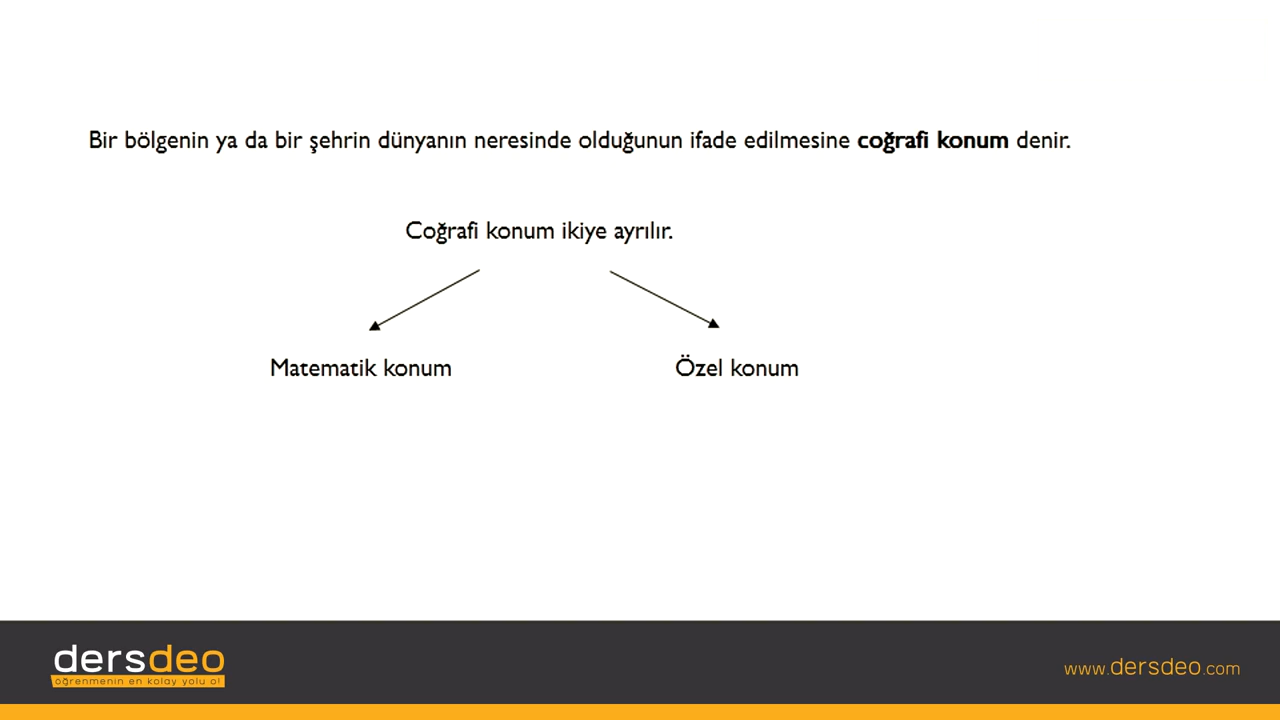 Bir bölgenin ya da bir şehrin dünyanın neresinde olduğunun ifade edilmesine coğrafi konum denir.
Coğrafi konum ikiye ayrılır.
Matematik konum Özel konum
dersdeo
öğrenmenin en kolay yolu o!
www.dersdeo.com